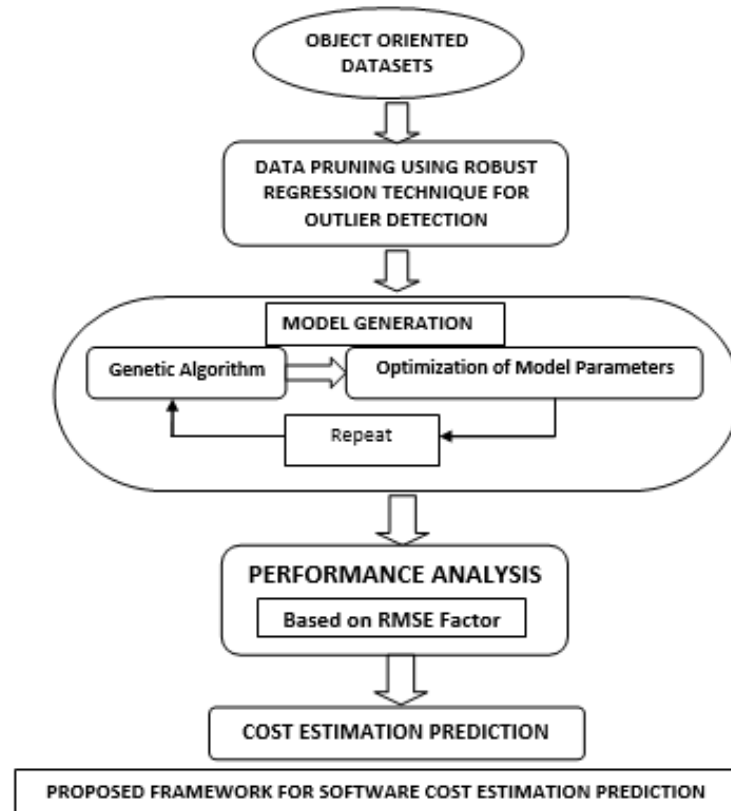 OBJECT ORIENTED
DATASETS
DATA PRUNING USING ROBUST
REGRESSION TECHNIQUE FOR
OUTLIER DETECTION
MODEL GENERATION
Genetic Algorithm
Optimization of Model Parameters
Repeat
PERFORMANCE ANALYSIS
Based on RMSE Factor
COST ESTIMATION PREDICTION
PROPOSED FRAMEWORK FOR SOFTWARE COST ESTIMATION PREDICTION